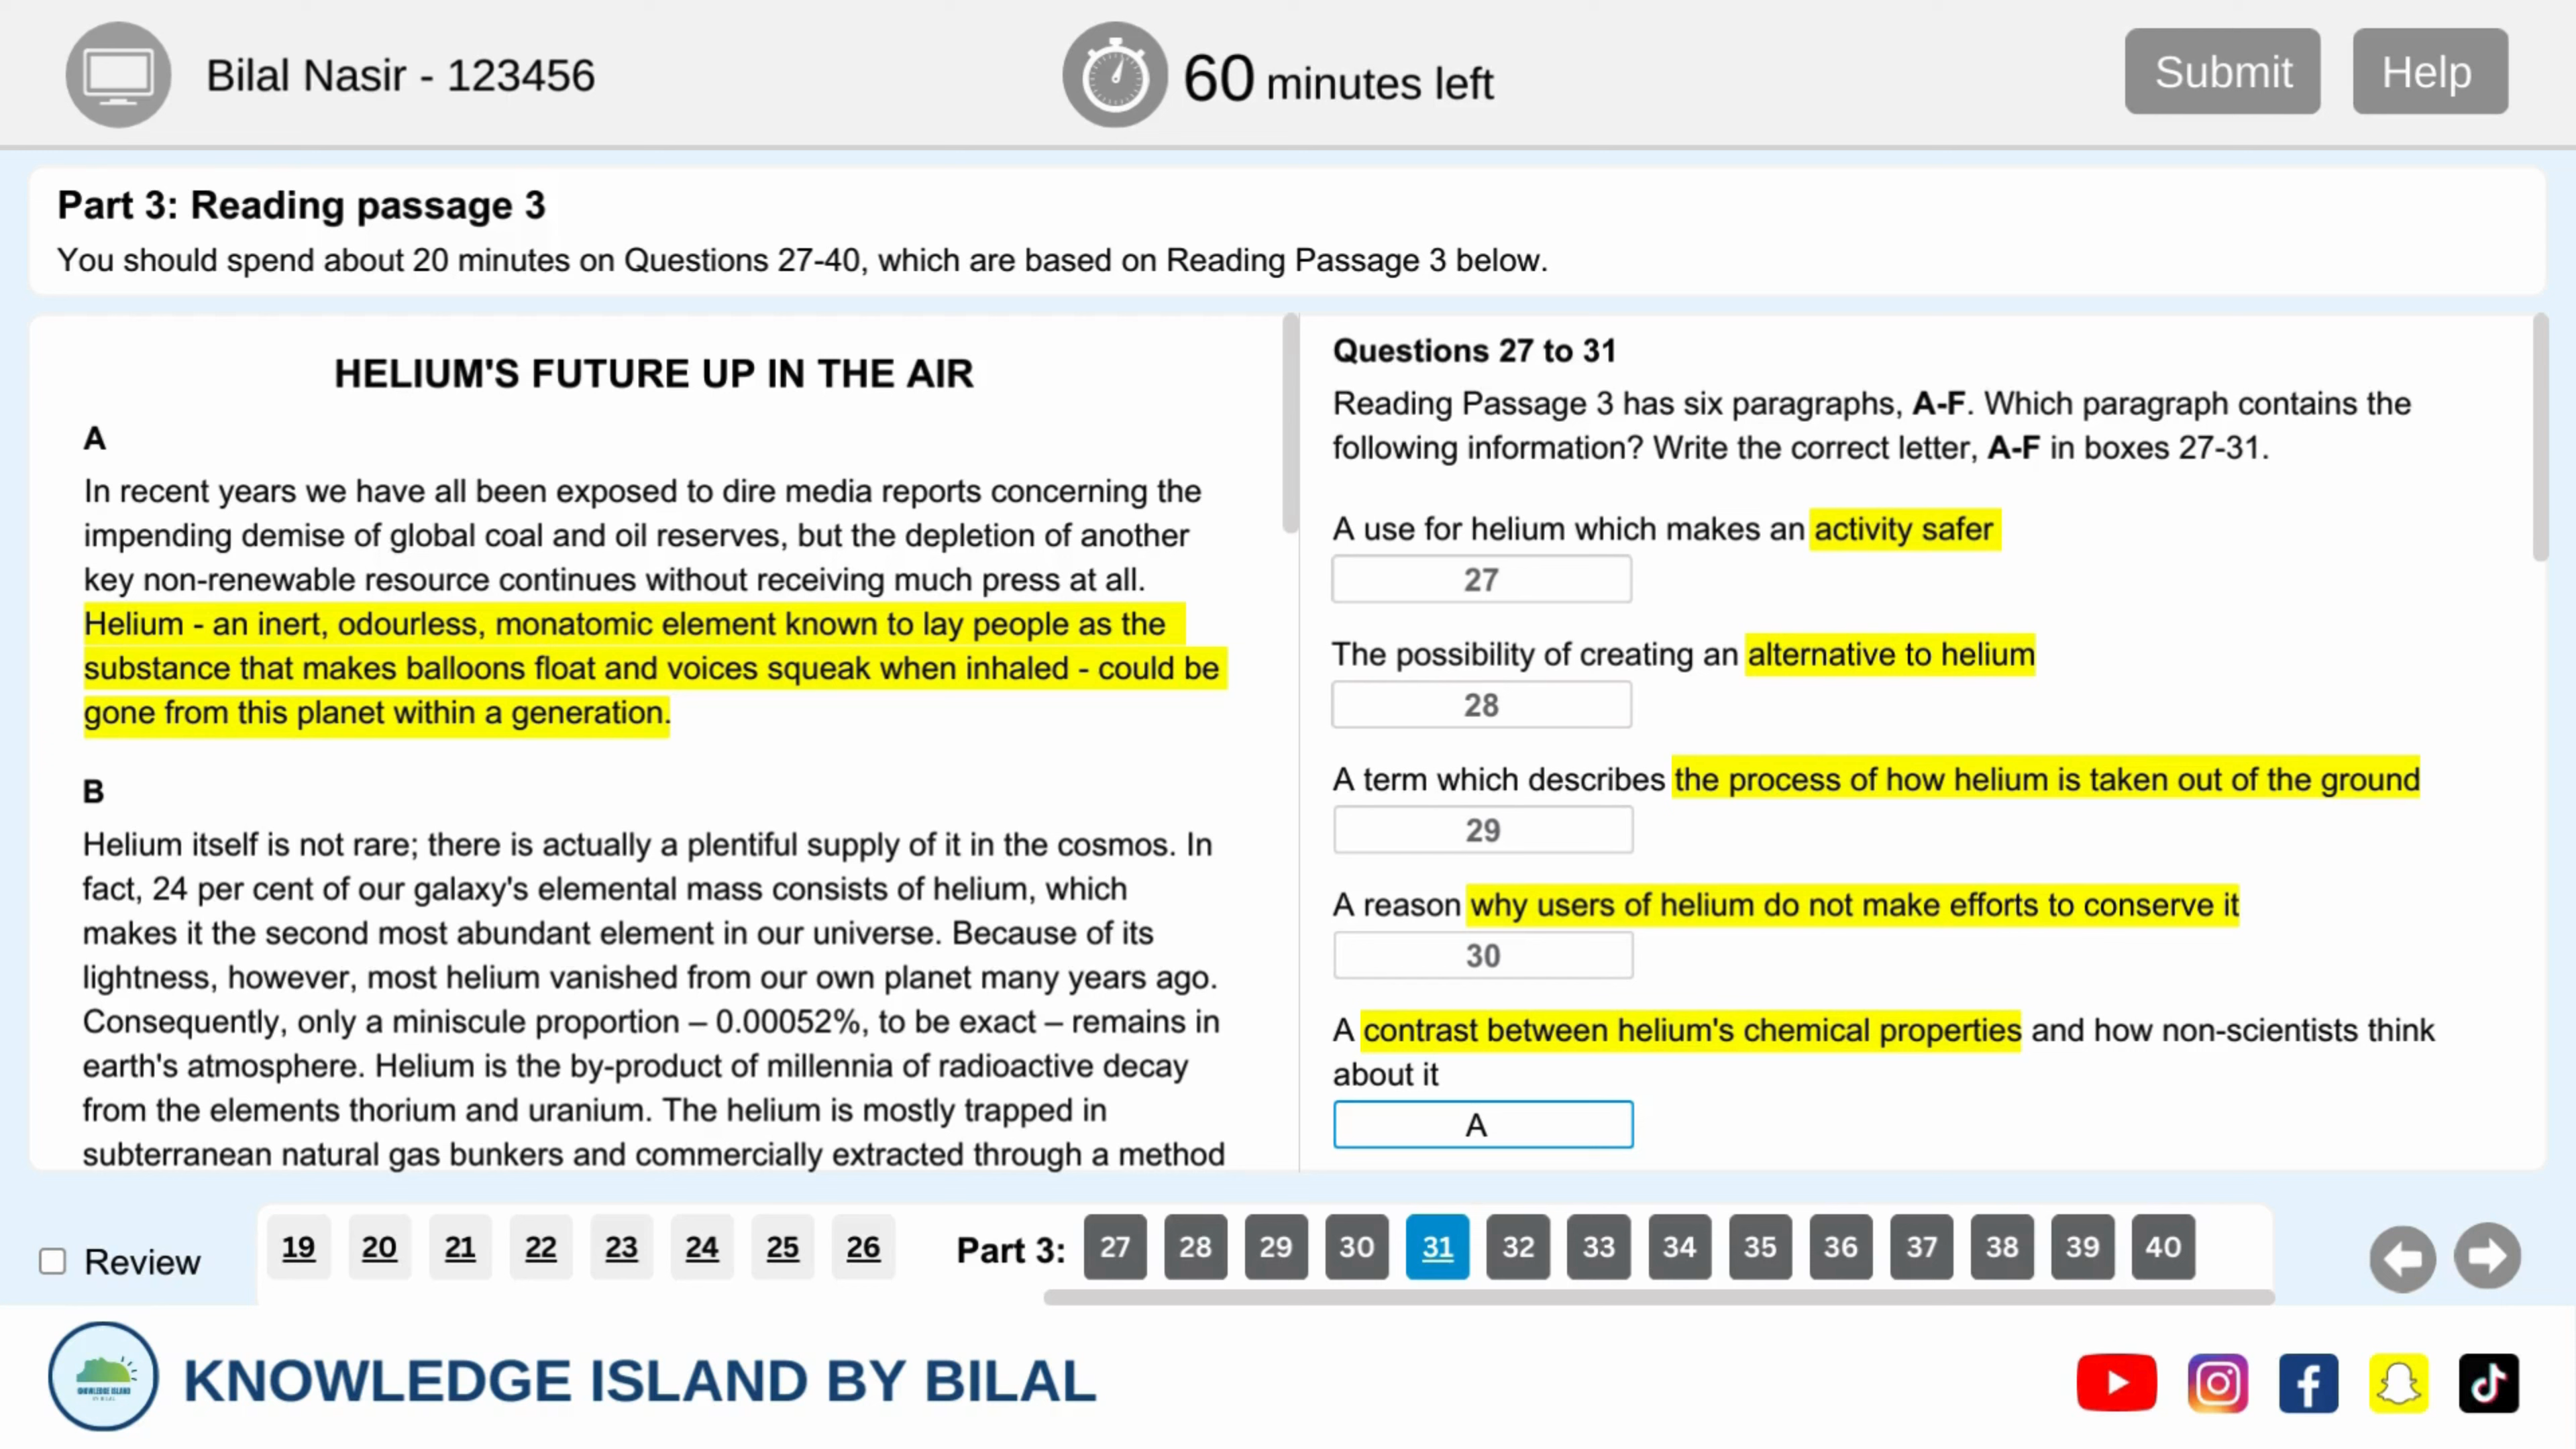 Bilal Nasir - 123456
60 minutes left
Submit
Help
Part 3: Reading passage 3
You should spend about 20 minutes on Questions 27-40, which are based on Reading Passage 3 below.
HELIUM'S FUTURE UP IN THE AIR
A
In recent years we have all been exposed to dire media reports concerning the
impending demise of global coal and oil reserves, but the depletion of another
key non-renewable resource continues without receiving much press at all.
Helium - an inert, odourless, monatomic element known to lay people as the
substance that makes balloons float and voices squeak when inhaled - could be
gone from this planet within a generation.
B
Helium itself is not rare; there is actually a plentiful supply of it in the cosmos. In
fact, 24 per cent of our galaxy's elemental mass consists of helium, which
makes it the second most abundant element in our universe. Because of its
lightness, however, most helium vanished from our own planet many years ago.
Consequently, only a miniscule proportion – 0.00052%, to be exact – remains in
earth's atmosphere. Helium is the by-product of millennia of radioactive decay
from the elements thorium and uranium. The helium is mostly trapped in
subterranean natural gas bunkers and commercially extracted through a method
Questions 27 to 31
Reading Passage 3 has six paragraphs, A-F. Which paragraph contains the
following information? Write the correct letter, A-F in boxes 27-31.
A use for helium which makes an activity safer
27
The possibility of creating an alternative to helium
28
A term which describes the process of how helium is taken out of the ground
29
A reason why users of helium do not make efforts to conserve it
30
A contrast between helium's chemical properties and how non-scientists think
about it
A
Review
19 20 21 22 23 24 25 26
Part 3: 27 28 29 30 31 32 33 34 35 36 37 38 39 40
KNOWLEDGE ISLAND
BY BILAL
KNOWLEDGE ISLAND BY BILAL